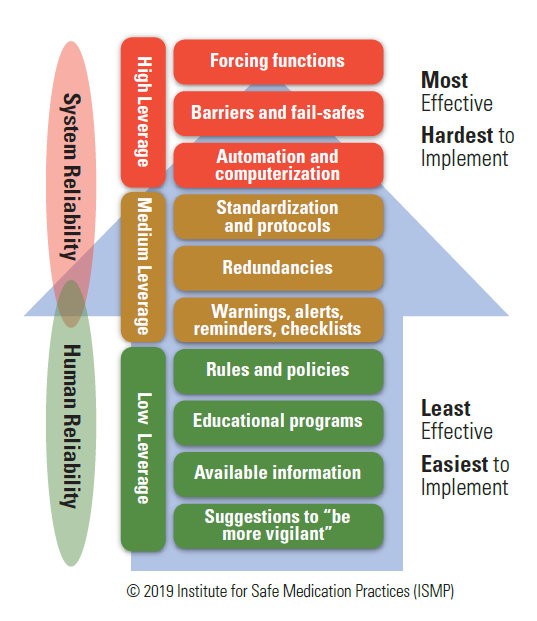 System Reliability
Human Reliability
High Leverage
Forcing functions
Barriers and fail-safes
Automation and
computerization
Medium Leverage
Standardization
and protocols
Redundancies
Warnings, alerts,
reminders, checklists
Low Leverage
Rules and policies
Educational programs
Available information
Suggestions to “be
more vigilant”
Most
Effective
Hardest to
Implement
Least
Effective
Easiest to
Implement
© 2019 Institute for Safe Medication Practices (ISMP)